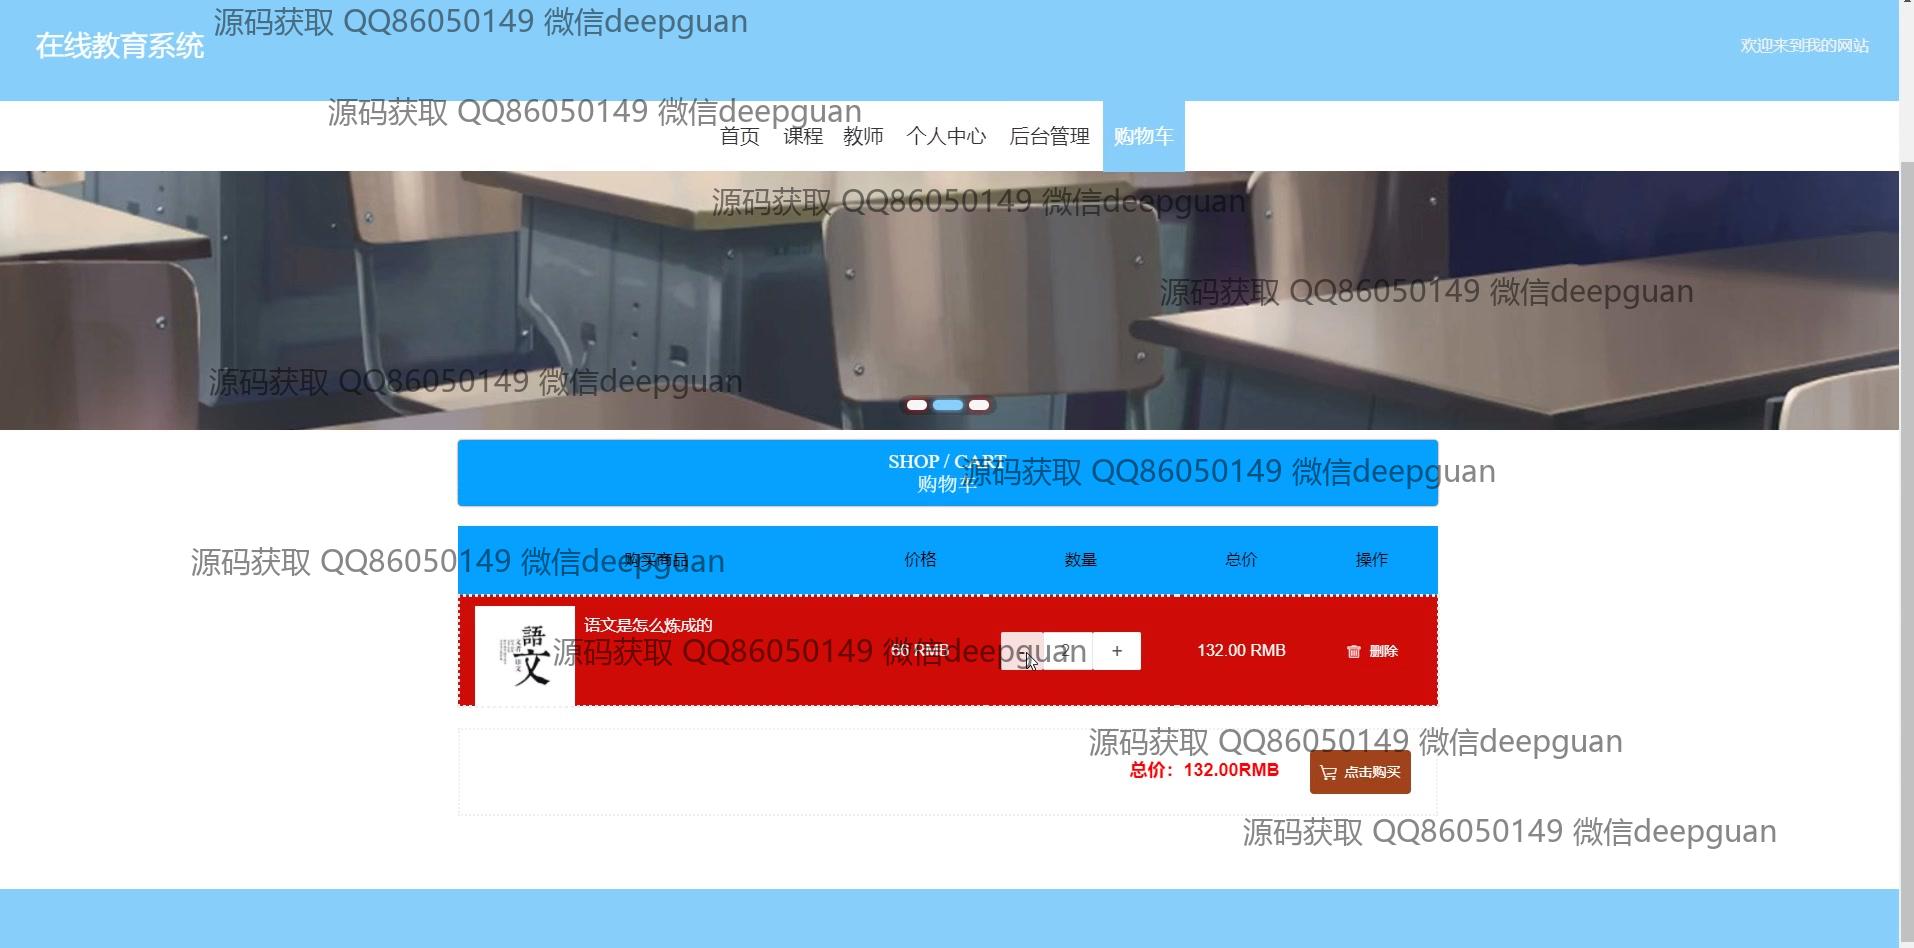 源码获取 QQ86050149 微信deepguan
在线教育系统
欢迎来到我的网站
源码获取 QQ86050149 微信deepguan
首页 课程 教师 个人中心 后台管理 购物车
源码获取 QQ86050149 微信deepguan
源码获取 QQ86050149 微信deepguan
源码获取 QQ86050149 微信deepguan
SHOP / CART
源码获取 QQ86050149 微信deepguan
购物车
购买商品 价格 数量 总价 操作
源码获取 QQ86050149 微信deepguan
语文是怎么炼成的
語文
66 RMB 2 + 132.00 RMB 删除
源码获取 QQ86050149 微信deepguan
源码获取 QQ86050149 微信deepguan
总价：132.00RMB 点击购买
源码获取 QQ86050149 微信deepguan